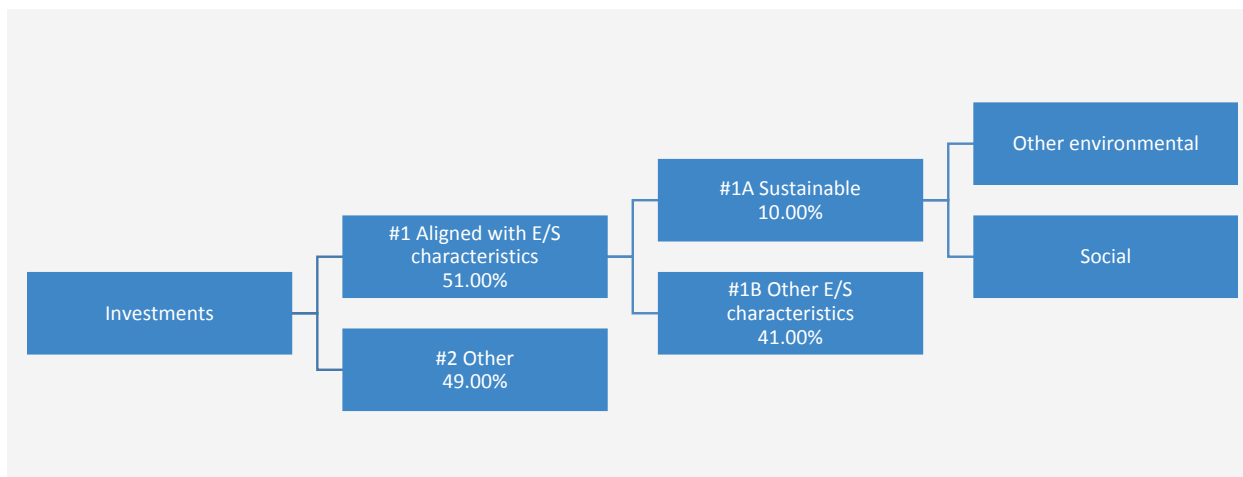 Investments
#1 Aligned with E/S
characteristics
51.00%
#2 Other
49.00%
#1A Sustainable
10.00%
#1B Other E/S
characteristics
41.00%
Other environmental
Social